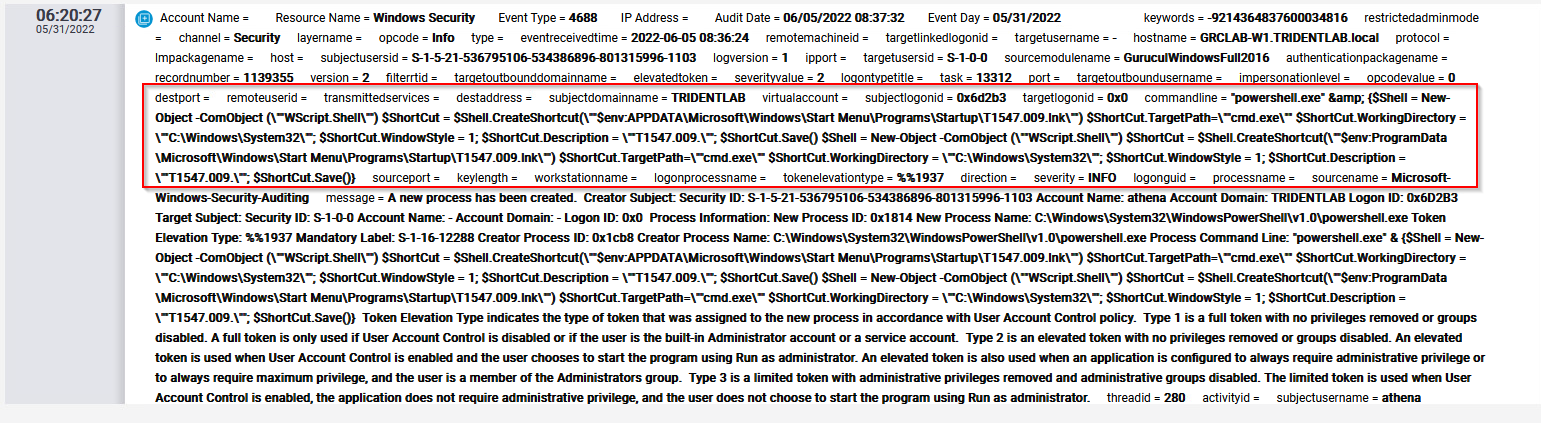 06:20:27
05/31/2022
Account Name = Resource Name = Windows Security Event Type = 4688 IP Address = Audit Date = 06/05/2022 08:37:32 Event Day = 05/31/2022 keywords = -9214364837600034816 restrictedadminmode
= channel = Security layername = opcode = Info type = eventreceivedtime = 2022-06-05 08:36:24 remotemachineid = targetlinkedlogonid = targetusername = - hostname = GRCLAB-W1.TRIDENTLAB.local protocol =
lmpackagename = host = subjectusersid = S-1-5-21-536795106-534386896-801315996-1103 logversion = 1 ipport = targetusersid = S-1-0-0 sourcemodulename = GuruculWindowsFull2016 authenticationpackagename =
recordnumber = 1139355 version = 2 filterrtid = targetoutbounddomainname = elevatedtoken = severityvalue = 2 logontypetitle = task = 13312 port = targetoutboundusername = impersonationlevel = opcodevalue = 0
destport = remoteuserid = transmittedservices = destaddress = subjectdomainname = TRIDENTLAB virtualaccount = subjectlogonid = 0x6d2b3 targetlogonid = 0x0 commandline = "powershell.exe" &amp; {$Shell = New-
Object -ComObject (\""WScript.Shell\"") $ShortCut = $Shell.CreateShortcut(\""$env:APPDATA\Microsoft\Windows\Start Menu\Programs\Startup\T1547.009.lnk\"") $ShortCut.TargetPath=\""cmd.exe\"" $ShortCut.WorkingDirectory =
\""C:\Windows\System32\""; $ShortCut.WindowStyle = 1; $ShortCut.Description = \""T1547.009.\""; $ShortCut.Save() $Shell = New-Object -ComObject (\""WScript.Shell\"") $ShortCut = $Shell.CreateShortcut(\""$env:ProgramData
\Microsoft\Windows\Start Menu\Programs\Startup\T1547.009.lnk\"") $ShortCut.TargetPath=\""cmd.exe\"" $ShortCut.WorkingDirectory = \""C:\Windows\System32\""; $ShortCut.WindowStyle = 1; $ShortCut.Description =
\""T1547.009.\""; $ShortCut.Save()} sourceport = keylength = workstationname = logonprocessname = tokenelevationtype = %%1937 direction = severity = INFO logonguid = processname = sourcename = Microsoft-
Windows-Security-Auditing message = A new process has been created. Creator Subject: Security ID: S-1-5-21-536795106-534386896-801315996-1103 Account Name: athena Account Domain: TRIDENTLAB Logon ID: 0x6D2B3
Target Subject: Security ID: S-1-0-0 Account Name: - Account Domain: - Logon ID: 0x0 Process Information: New Process ID: 0x1814 New Process Name: C:\Windows\System32\WindowsPowerShell\v1.0\powershell.exe Token
Elevation Type: %%1937 Mandatory Label: S-1-16-12288 Creator Process ID: 0x1cb8 Creator Process Name: C:\Windows\System32\WindowsPowerShell\v1.0\powershell.exe Process Command Line: "powershell.exe" & {$Shell = New-
Object -ComObject (\""WScript.Shell\"") $ShortCut = $Shell.CreateShortcut(\""$env:APPDATA\Microsoft\Windows\Start Menu\Programs\Startup\T1547.009.lnk\"") $ShortCut.TargetPath=\""cmd.exe\"" $ShortCut.WorkingDirectory =
\""C:\Windows\System32\""; $ShortCut.WindowStyle = 1; $ShortCut.Description = \""T1547.009.\""; $ShortCut.Save() $Shell = New-Object -ComObject (\""WScript.Shell\"") $ShortCut = $Shell.CreateShortcut(\""$env:ProgramData
\Microsoft\Windows\Start Menu\Programs\Startup\T1547.009.lnk\"") $ShortCut.TargetPath=\""cmd.exe\"" $ShortCut.WorkingDirectory = \""C:\Windows\System32\""; $ShortCut.WindowStyle = 1; $ShortCut.Description =
\""T1547.009.\""; $ShortCut.Save()} Token Elevation Type indicates the type of token that was assigned to the new process in accordance with User Account Control policy. Type 1 is a full token with no privileges removed or groups
disabled. A full token is only used if User Account Control is disabled or if the user is the built-in Administrator account or a service account. Type 2 is an elevated token with no privileges removed or groups disabled. An elevated
token is used when User Account Control is enabled and the user chooses to start the program using Run as administrator. An elevated token is also used when an application is configured to always require administrative privilege or
to always require maximum privilege, and the user is a member of the Administrators group. Type 3 is a limited token with administrative privileges removed and administrative groups disabled. The limited token is used when User
Account Control is enabled, the application does not require administrative privilege, and the user does not choose to start the program using Run as administrator. threadid = 280 activityid = subjectusername = athena